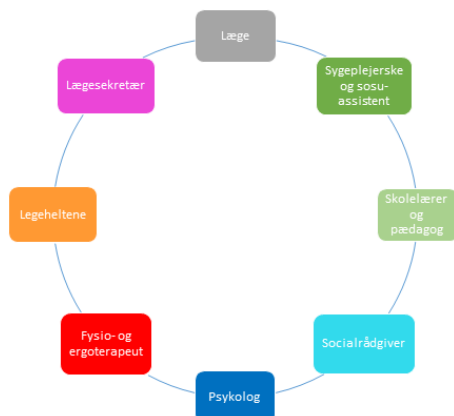 Læge
Sygeplejerske
og sosu-
assistent
Skolelærer
og
pædagog
Socialrådgiver
Psykolog
Fysio- og
ergoterapeut
Legeheltene
Lægesekretær